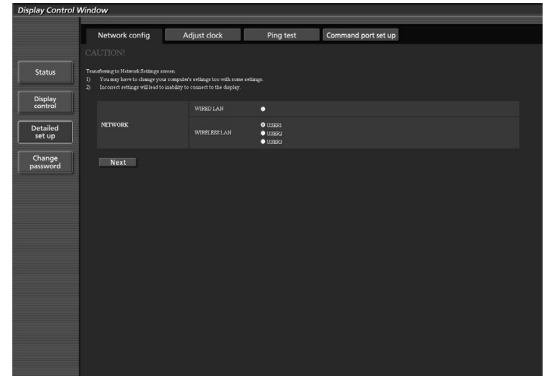 Display Control Window
Network config
Adjust clock
Ping test
Command port set up
CAUTION!
Transferring to Network Settings screen.
1) You may have to change your computer's settings too with some settings.
2) Incorrect settings will lead to inability to connect to the display.
Status
Display
control
Detailed
set up
Change
password
NETWORK
WIRED LAN
WIRELESS LAN
USER1
USER2
USER3
Next